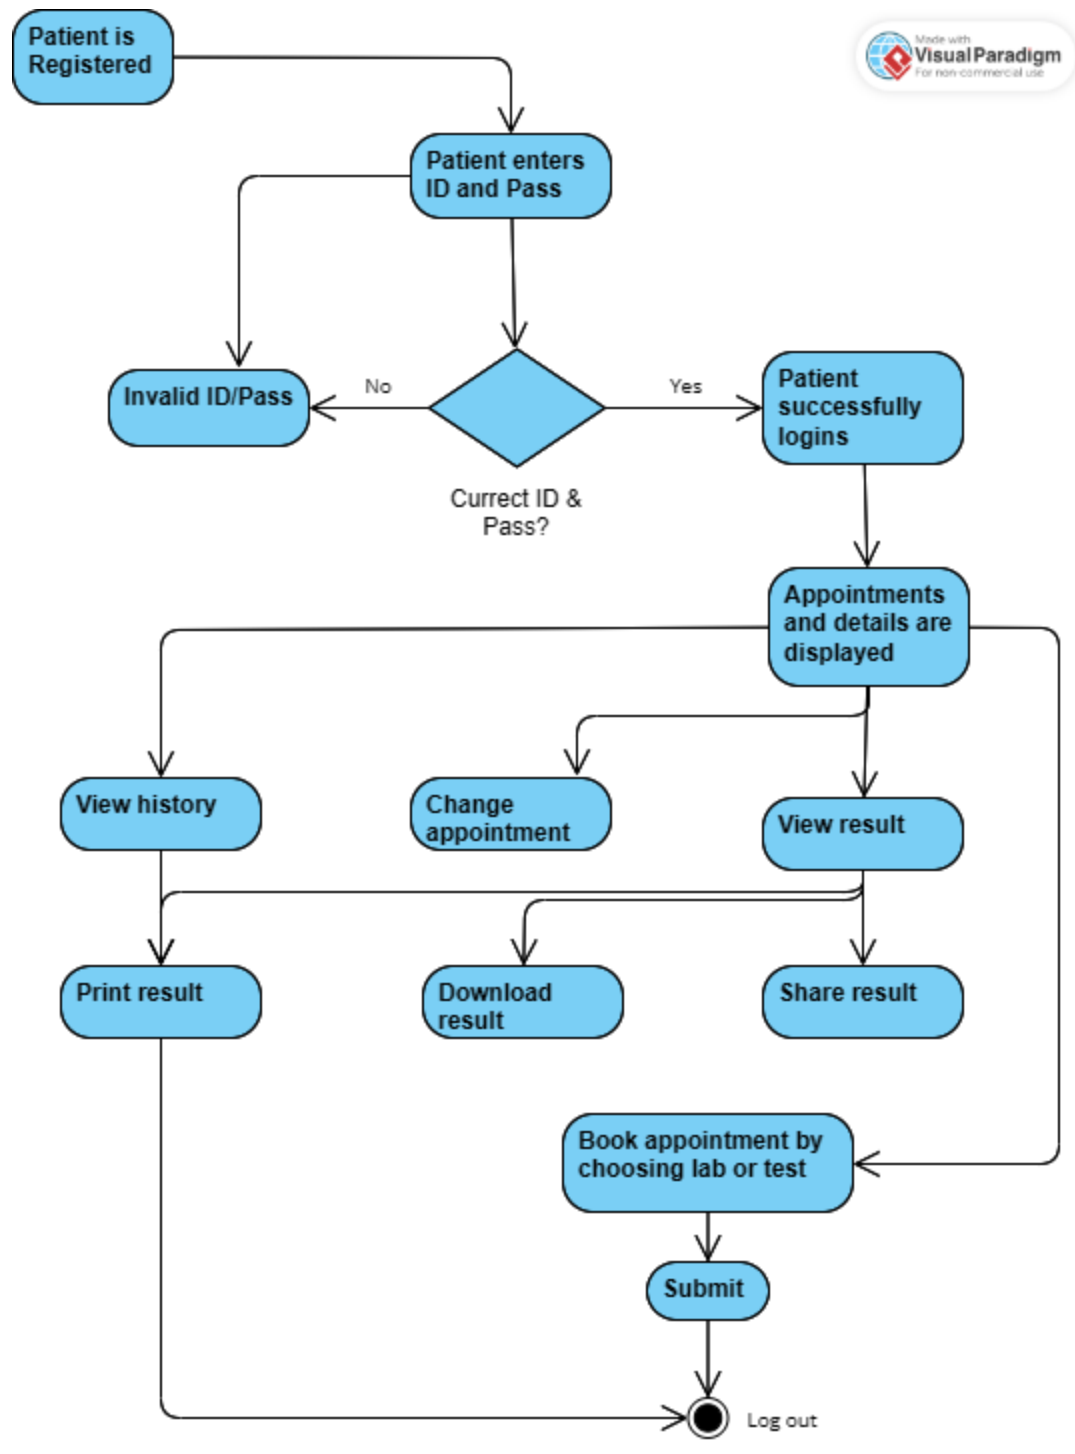 Patient is
Registered
Made with
Visual Paradigm
For non-commercial use
Patient enters
ID and Pass
Invalid ID/Pass
No
Yes
Patient
successfully
logins
Currect ID &
Pass?
Appointments
and details are
displayed
View history
Change
appointment
View result
Print result
Download
result
Share result
Book appointment by
choosing lab or test
Submit
Log out